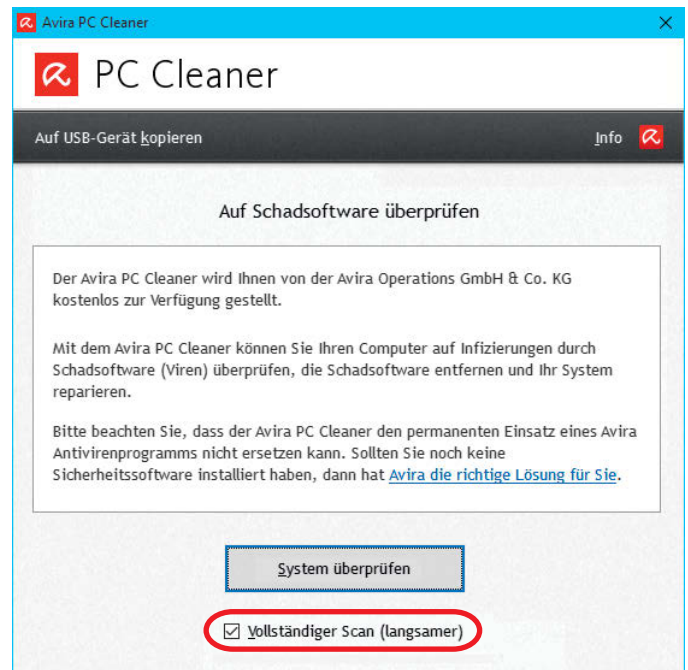 Avira PC Cleaner
PC Cleaner
Auf USB-Gerät kopieren
Info
Auf Schadsoftware überprüfen
Der Avira PC Cleaner wird Ihnen von der Avira Operations GmbH & Co. KG
kostenlos zur Verfügung gestellt.
Mit dem Avira PC Cleaner können Sie Ihren Computer auf Infizierungen durch
Schadsoftware (Viren) überprüfen, die Schadsoftware entfernen und Ihr System
reparieren.
Bitte beachten Sie, dass der Avira PC Cleaner den permanenten Einsatz eines Avira
Antivirenprogramms nicht ersetzen kann. Sollten Sie noch keine
Sicherheitssoftware installiert haben, dann hat Avira die richtige Lösung für Sie.
System überprüfen
Vollständiger Scan (langsamer)